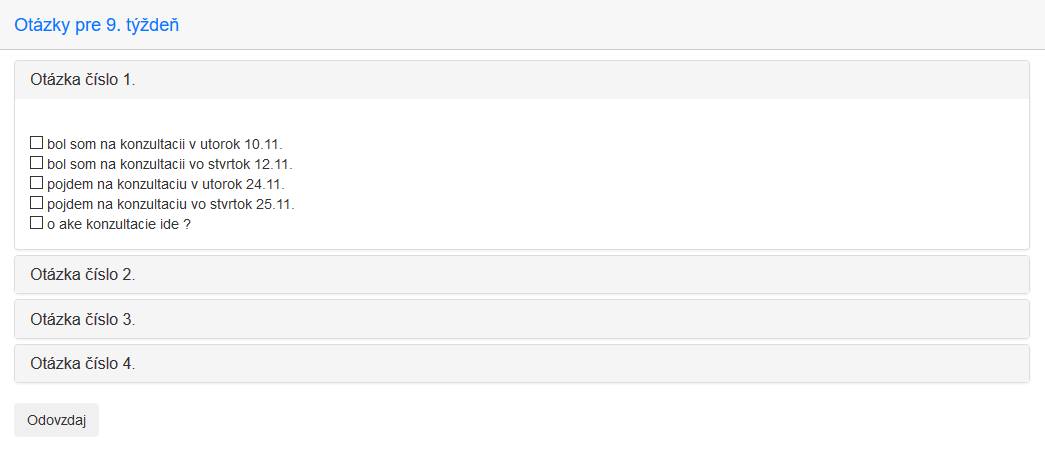 Otázky pre 9. týždeň
Otázka číslo 1.
bol som na konzultacii v utorok 10.11.
bol som na konzultacii vo stvrtok 12.11.
pojdem na konzultaciu v utorok 24.11.
pojdem na konzultaciu vo stvrtok 25.11.
o ake konzultacie ide ?
Otázka číslo 2.
Otázka číslo 3.
Otázka číslo 4.
Odovzdaj